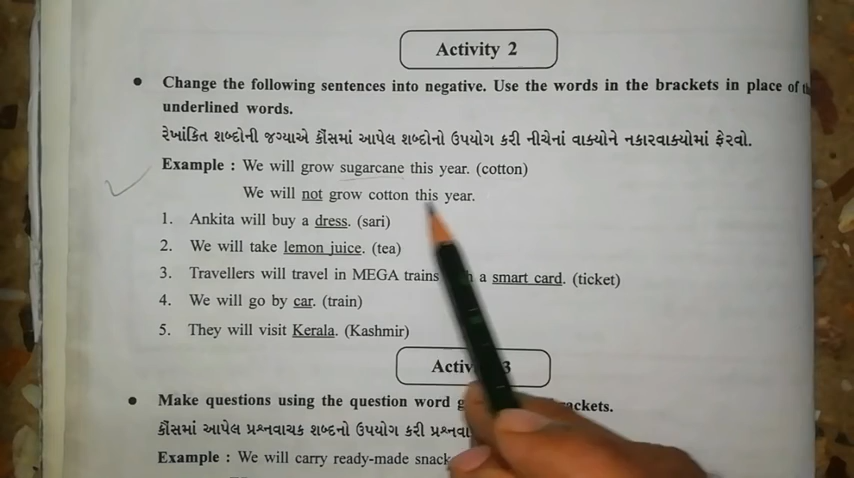 Activity 2
• Change the following sentences into negative. Use the words in the brackets in place of
underlined words.
રેખાંકિત શબ્દોની જગ્યાએ કૌંસમાં આપેલ શબ્દોનો ઉપયોગ કરી નીચેનાં વાક્યોને નકારવાક્યોમાં ફેરવો.
Example : We will grow sugarcane this year. (cotton)
We will not grow cotton this year.
1. Ankita will buy a dress. (sari)
2. We will take lemon juice. (tea)
3. Travellers will travel in MEGA trains a smart card. (ticket)
4. We will go by car. (train)
5. They will visit Kerala. (Kashmir)
3
• Make questions using the question word
કૌંસમાં આપેલ પ્રશ્નવાચક શબ્દનો ઉપયોગ કરી
Example : We will carry ready-made